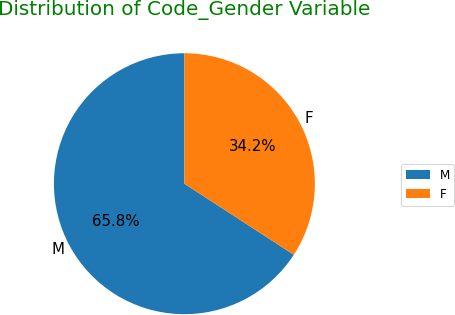 Distribution of Code_Gender Variable
F
34.2%
M
F
65.8%
M